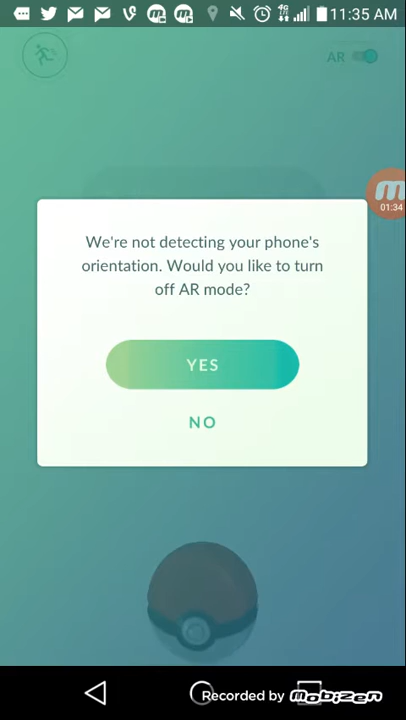 11:35 AM
AR
01:34
We're not detecting your phone's
orientation. Would you like to turn
off AR mode?
YES
NO
Recorded by mobizen